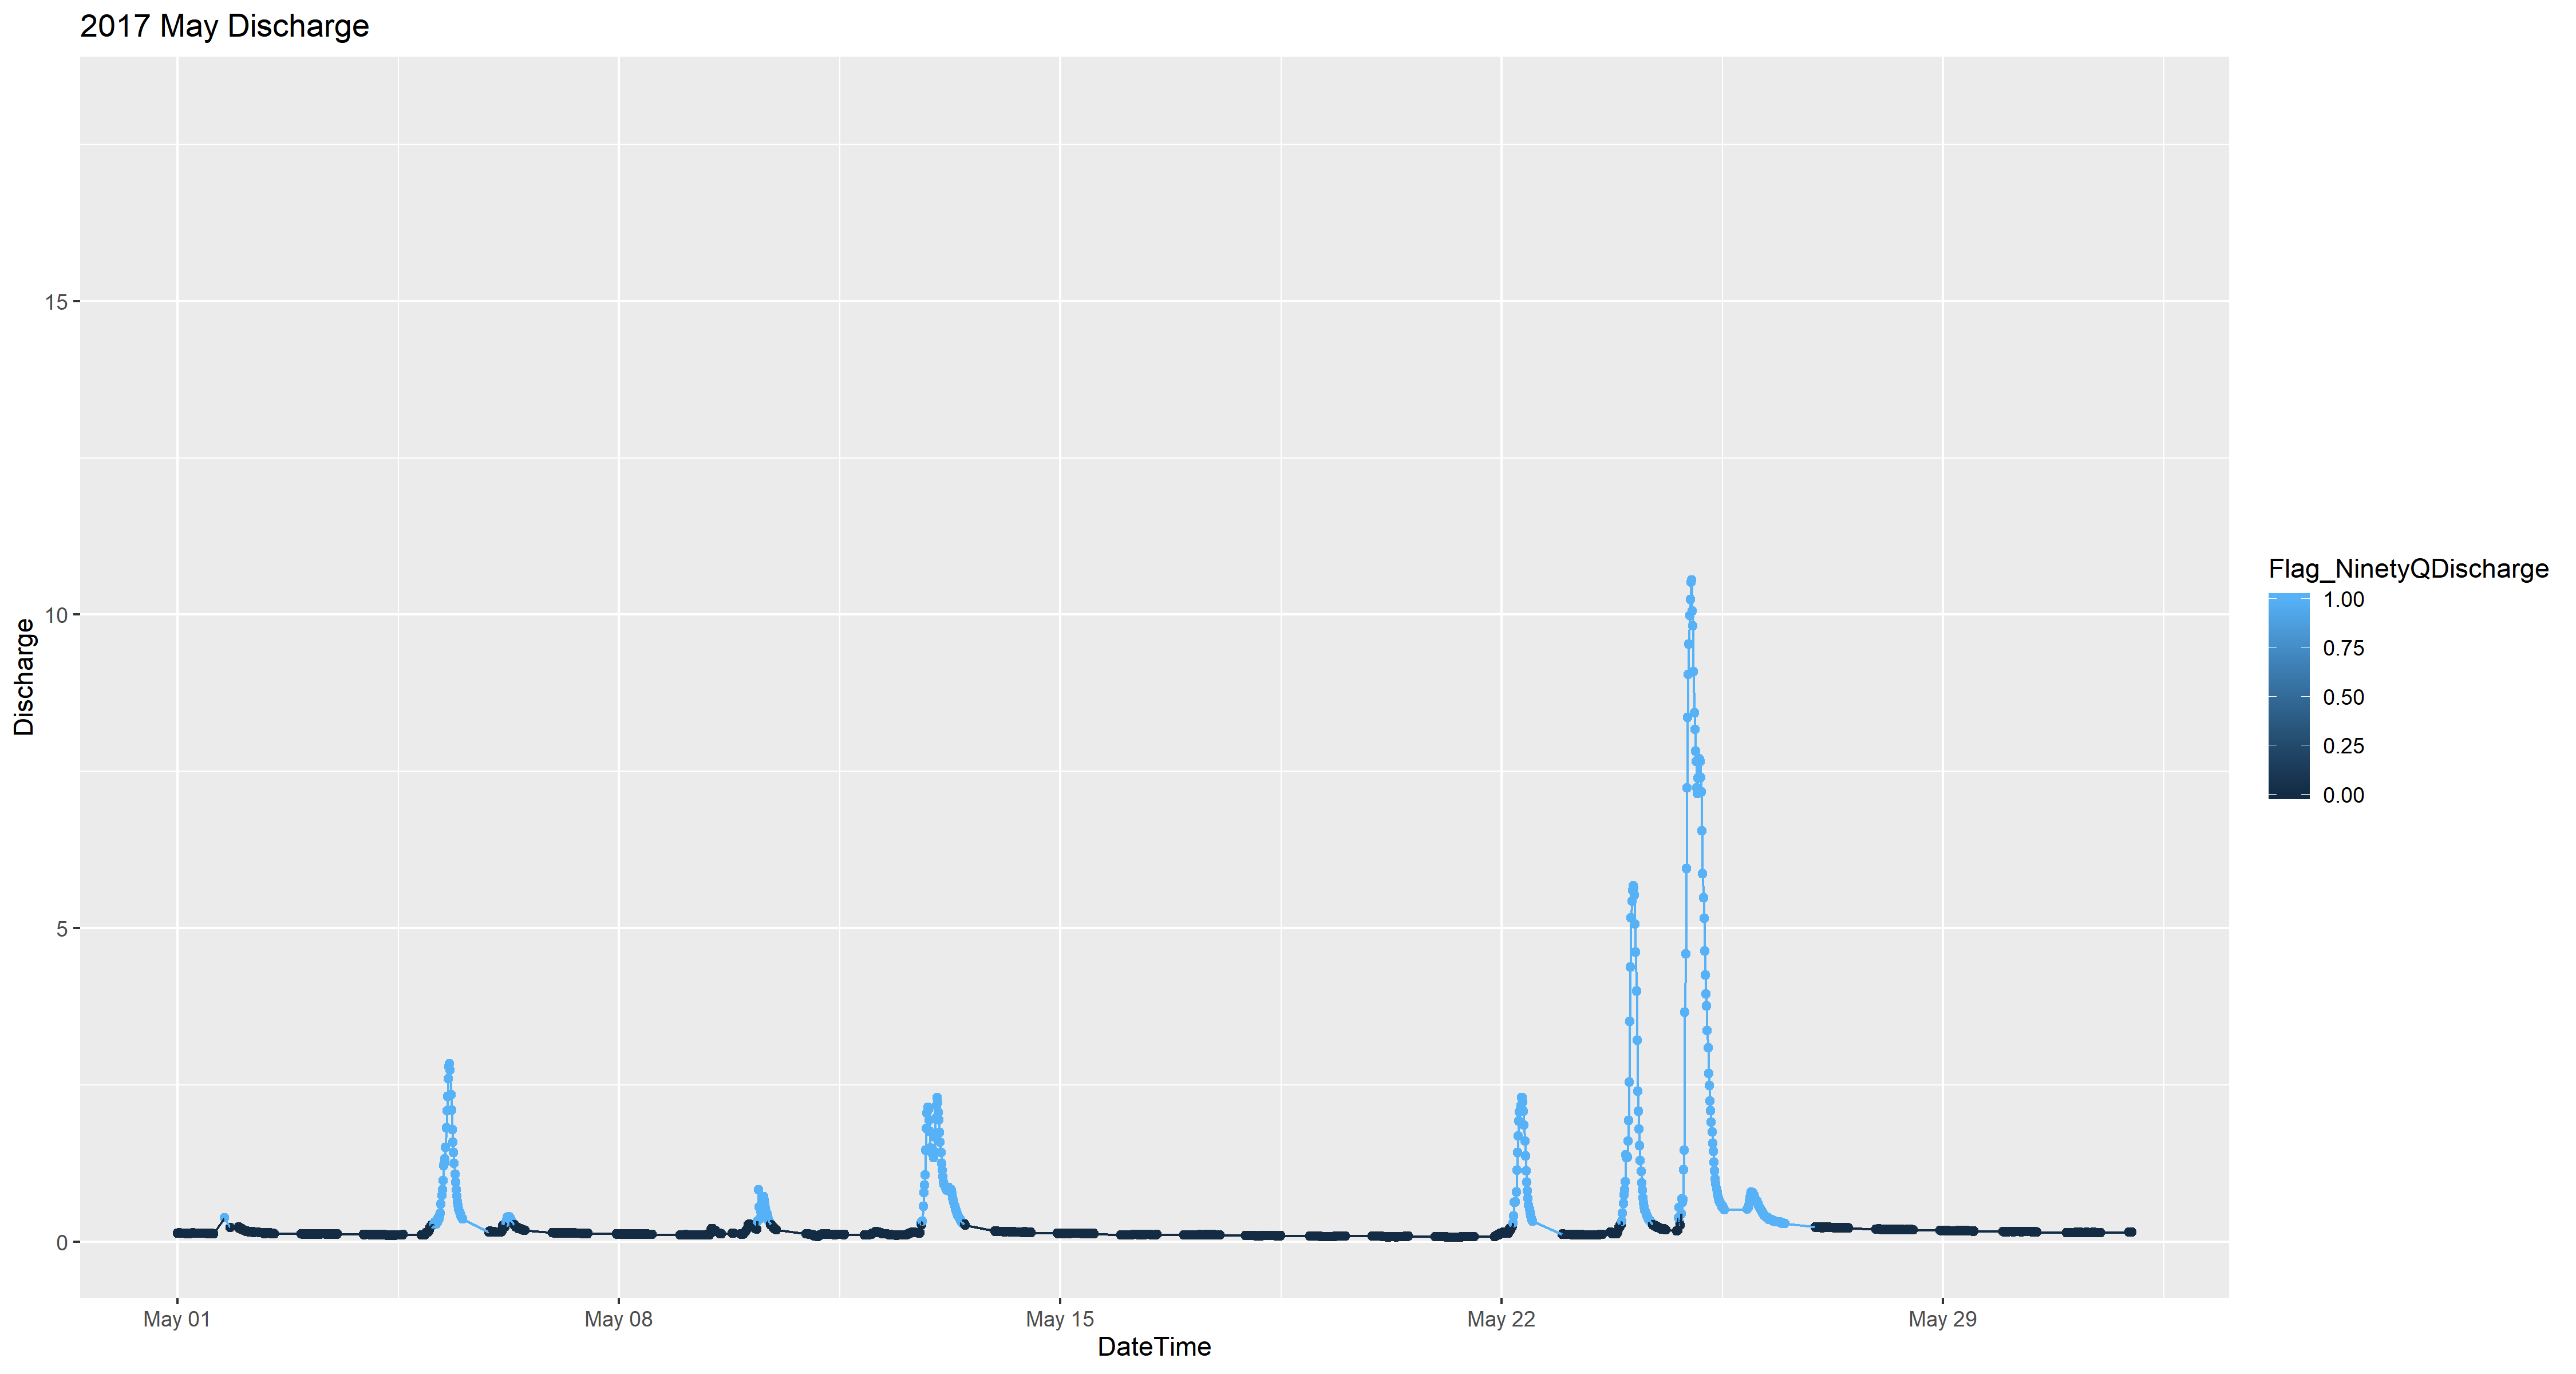 2017 May Discharge
Discharge
15
10
5
0
May 01
May 08
May 15
May 22
May 29
DateTime
Flag_NinetyQDischarge
1.00
0.75
0.50
0.25
0.00